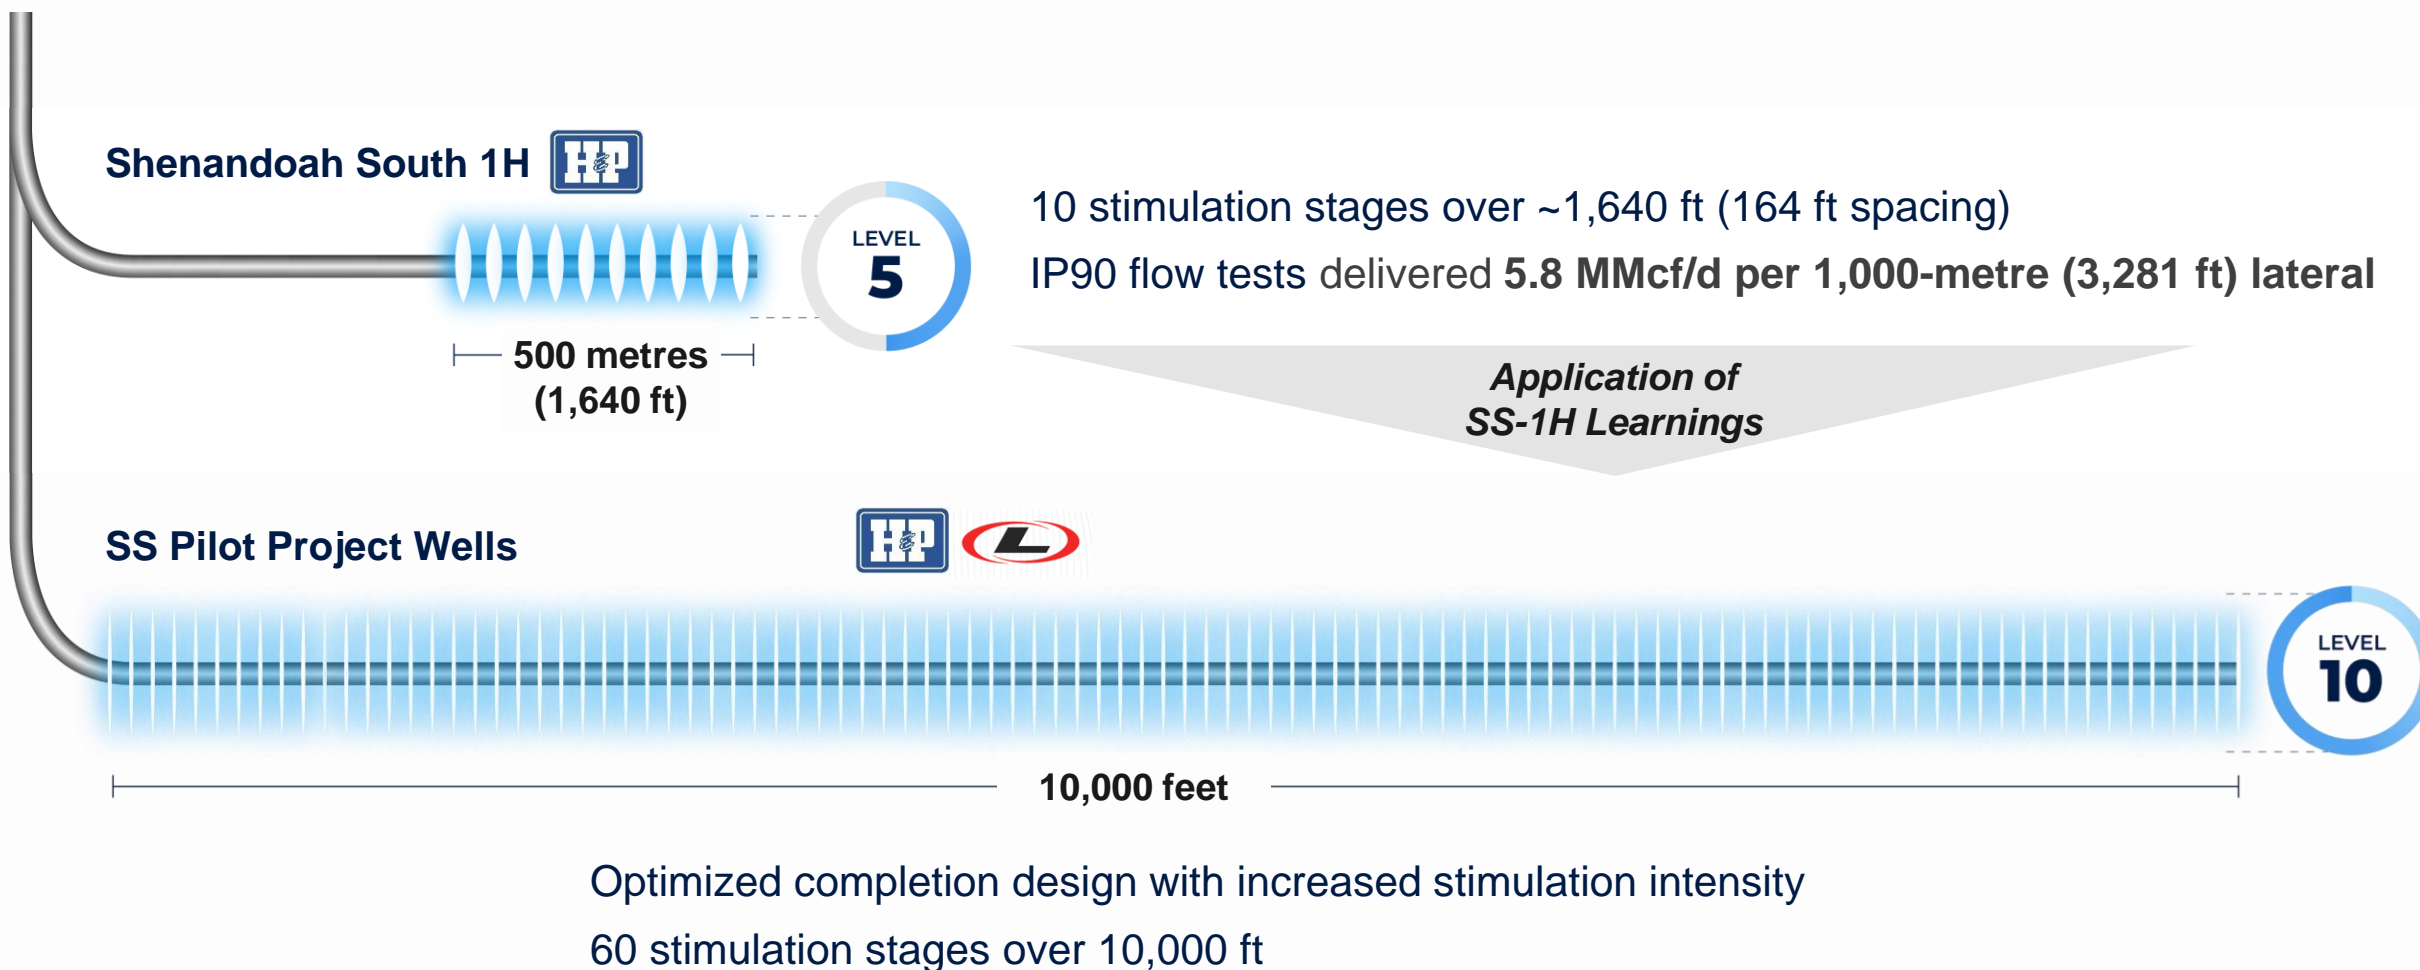 Shenandoah South 1H
H&P
10 stimulation stages over ~1,640 ft (164 ft spacing)
LEVEL
5
IP90 flow tests delivered 5.8 MMcf/d per 1,000-metre (3,281 ft) lateral
500 metres
(1,640 ft)
Application of
SS-1H Learnings
SS Pilot Project Wells
H&P
L
LEVEL
10
10,000 feet
Optimized completion design with increased stimulation intensity
60 stimulation stages over 10,000 ft